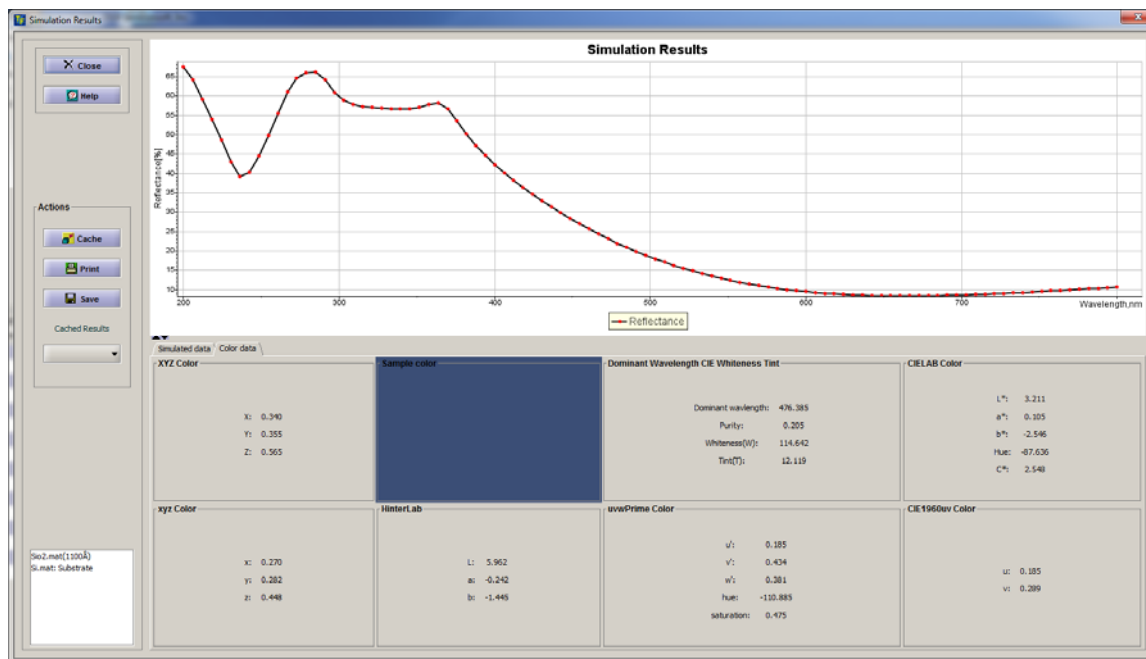 Simulation Results
Close
Help
Actions
Cache
Print
Save
Cached Results
Sio2.mat(1100Å)
Si.mat: Substrate
Simulation Results
Reflectance[%]
65
60
55
50
45
40
35
30
25
20
15
10
200
300
400
500
600
700
Wavelength,nm
Reflectance
Simulated data
Color data
XYZ Color
X: 0.340
Y: 0.355
Z: 0.565
Sample color
Dominant Wavelength CIE Whiteness Tint
Dominant wavlength: 476.385
Purity: 0.205
Whiteness(W): 114.642
Tint(T): 12.119
CIELAB Color
L*: 3.211
a*: 0.105
b*: -2.546
Hue: -87.636
C*: 2.548
xyz Color
x: 0.270
y: 0.282
z: 0.448
HinterLab
L: 5.962
a: -0.242
b: -1.445
uvwPrime Color
u': 0.185
v': 0.434
w': 0.381
hue: -110.885
saturation: 0.475
CIE1960uv Color
u: 0.185
v: 0.289